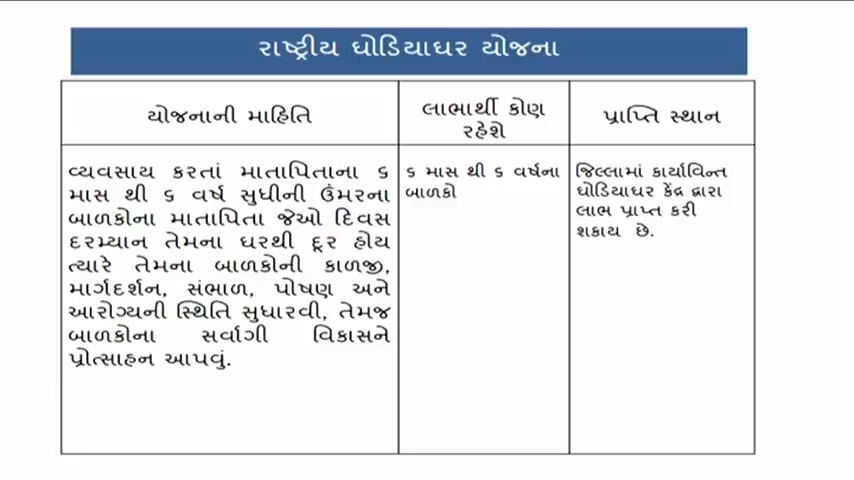 રાષ્ટ્રીય ઘોડિયાઘર યોજના
યોજનાની માહિતિ
લાભાર્થી કોણ
રહેશે
પ્રાપ્તિ સ્થાન
વ્યવસાય કરતાં માતાપિતાના ૬
માસ થી ૬ વર્ષ સુધીની ઉંમરના
બાળકોના માતાપિતા જેઓ દિવસ
દરમ્યાન તેમના ઘરથી દૂર હોય
ત્યારે તેમના બાળકોની કાળજી,
માર્ગદર્શન, સંભાળ, પોષણ અને
આરોગ્યની સ્થિતિ સુધારવી, તેમજ
બાળકોના સર્વાગી વિકાસને
પ્રોત્સાહન આપવું.
૬ માસ થી ૬ વર્ષના
બાળકો
જિલ્લામાં કાર્યાવિન્ત
ઘોડિયાઘર કેંદ્ર દ્વારા
લાભ પ્રાપ્ત કરી
શકાય છે.